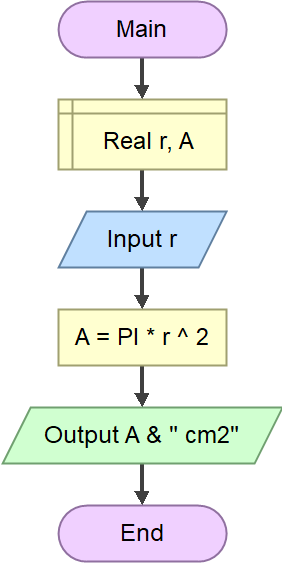 Main
Real r, A
Input r
A = PI * r ^ 2
Output A & " cm2"
End